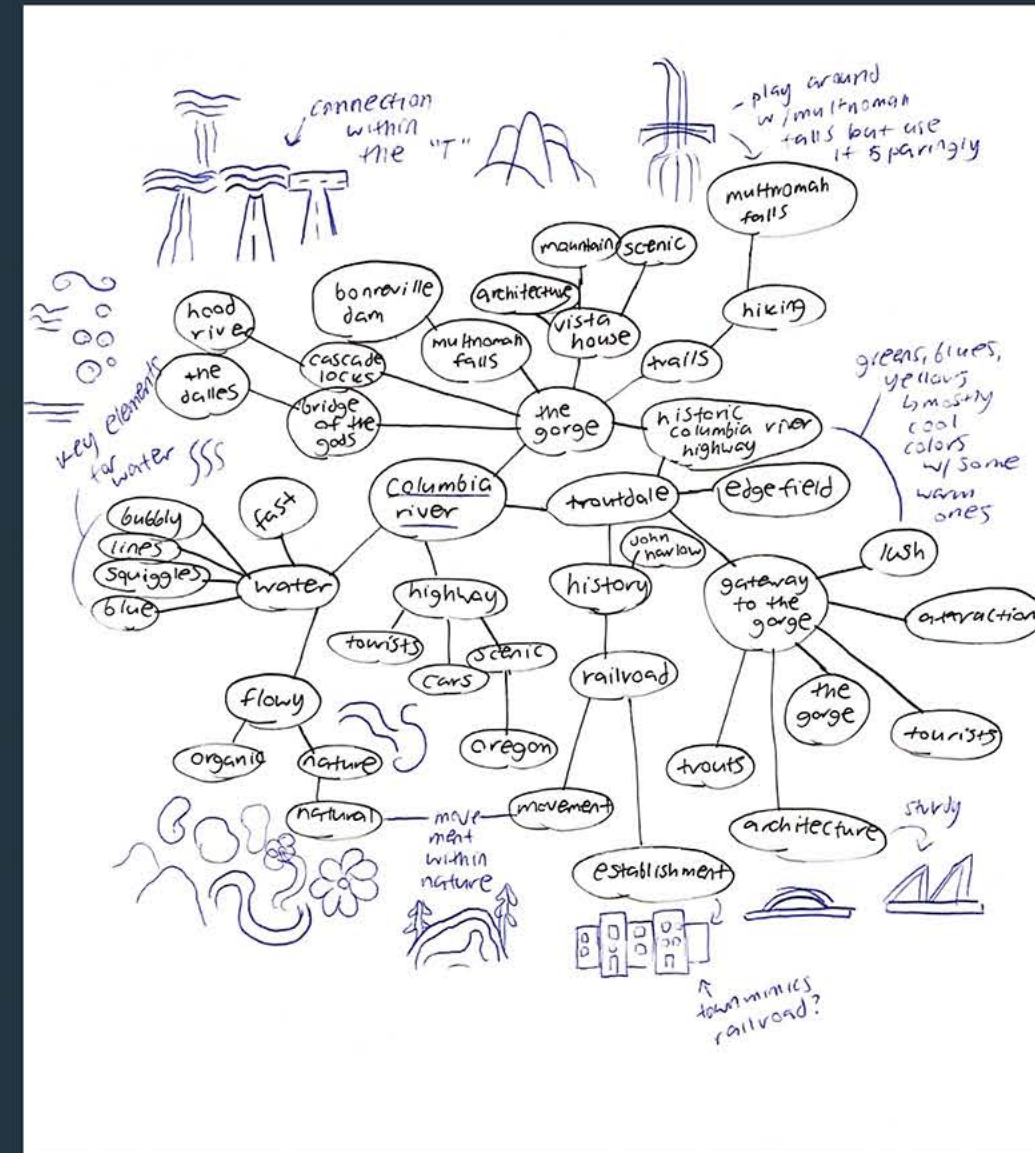 connection
within
the "T"
- play around
w/ multnomah
falls but use
it sparingly
multnomah
falls
mountain
scenic
architecture
vista
house
hiking
trails
bonneville
dam
multnomah
falls
hood
river
cascade
locks
the
dalles
bridge
of the
gods
the
gorge
historic
columbia river
highway
greens, blues,
yellows
↳ mostly
cool
colors
w/ some
warm
ones
key elements
for
water
columbia
river
troutdale
edgefield
john
harlow
history
gateway
to the
gorge
lush
attraction
the
gorge
tourists
trouts
architecture
sturdy
bubbly
lines
squiggles
blue
fast
water
highway
tourists
cars
scenic
oregon
railroad
flowy
organic
nature
natural
move-
ment
within
nature
movement
establishment
town mimics
railroad?